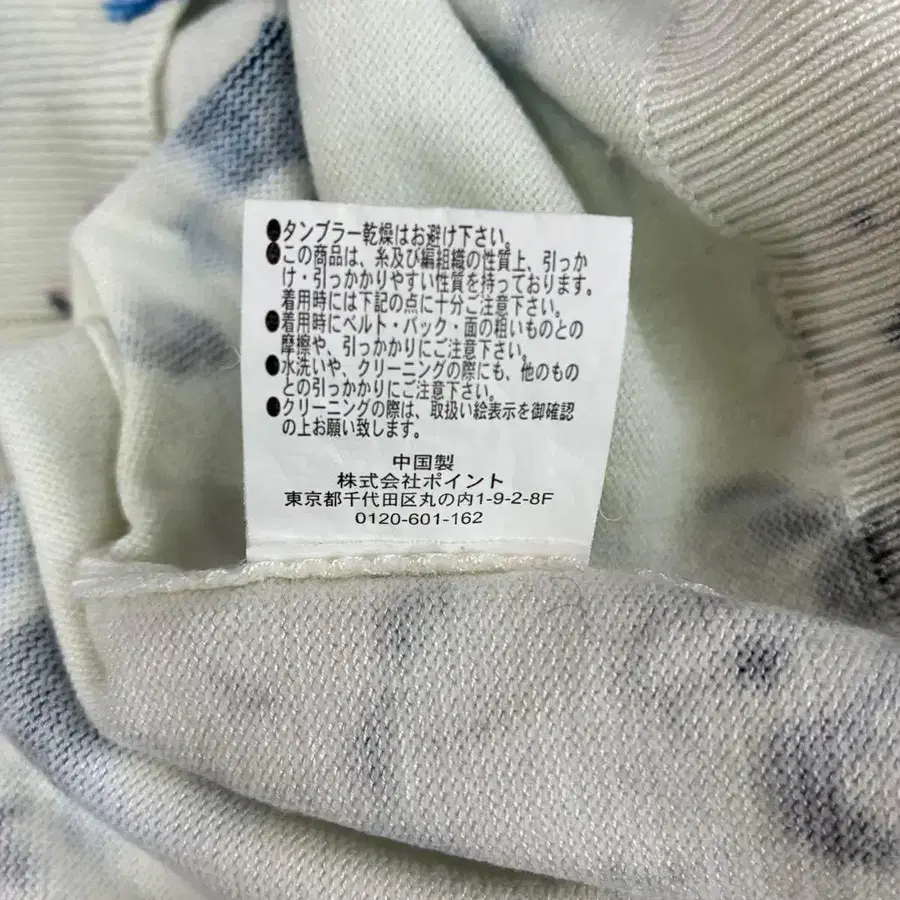 ●タンブラー乾燥はお避け下さい。
●この商品は、糸及び編組織の性質上、引っか
け・引っかかりやすい性質を持っております。
着用時には下記の点に十分ご注意下さい。
●着用時にベルト・バック・面の粗いものとの
摩擦や、引っかかりにご注意下さい。
●水洗いや、クリーニングの際にも、他のもの
との引っかかりにご注意下さい。
●クリーニングの際は、取扱い絵表示を御確認
の上お願い致します。
中国製
株式会社ポイント
東京都千代田区丸の内1-9-2-8F
0120-601-162